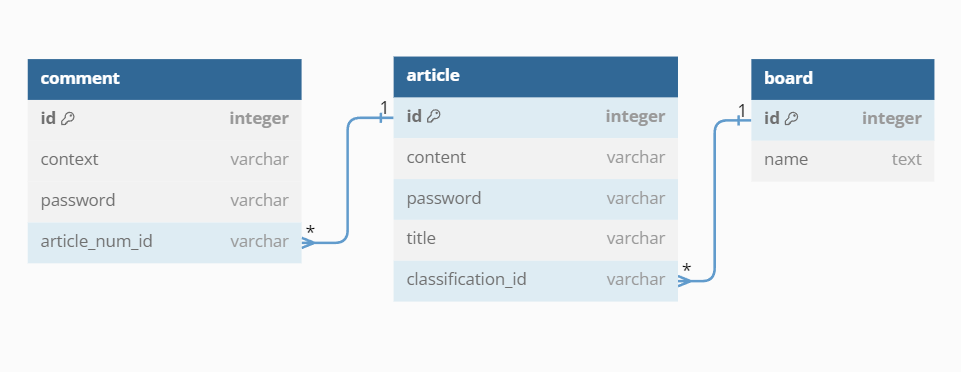 comment
id integer
context varchar
password varchar
article_num_id varchar
*
1
article
id integer
content varchar
password varchar
title varchar
classification_id varchar
*
1
board
id integer
name text